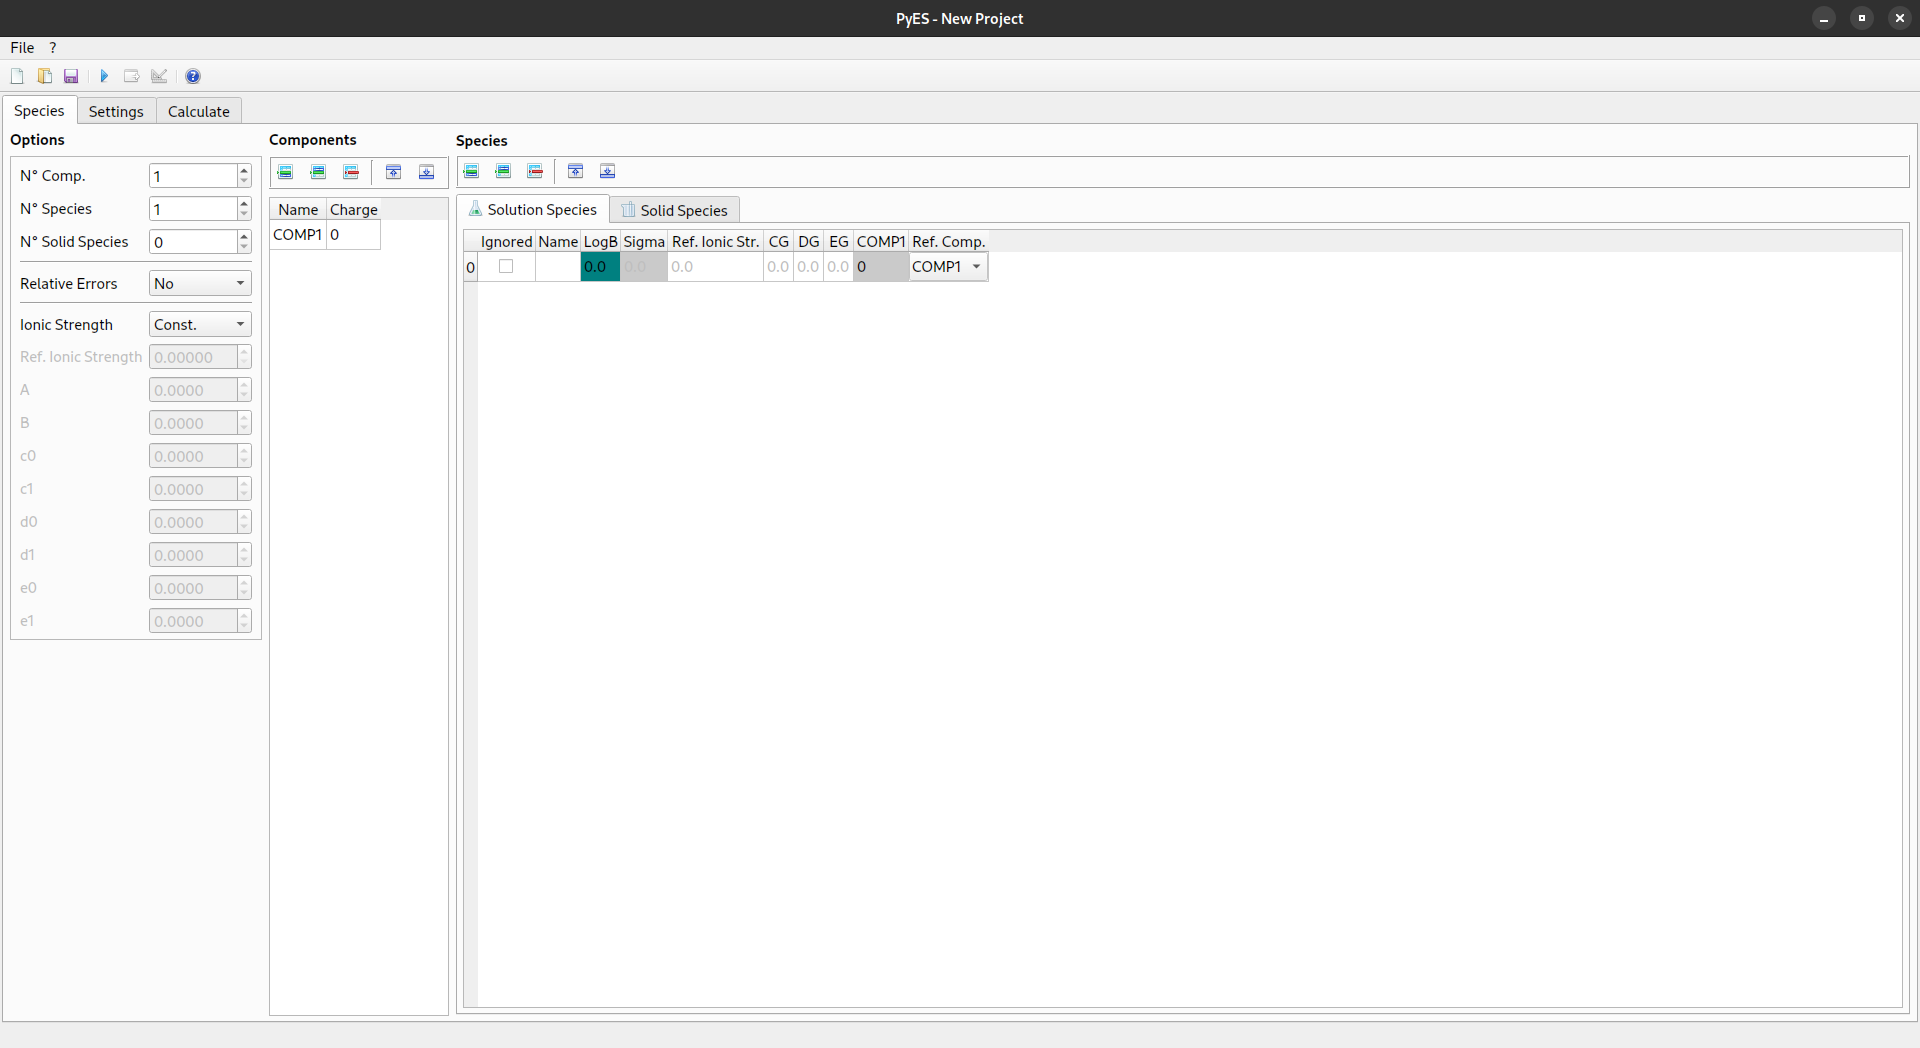 PyES - New Project
File ?
Species Settings Calculate
Options
N° Comp. 1
N° Species 1
N° Solid Species 0
Relative Errors No
Ionic Strength Const.
Ref. Ionic Strength 0.00000
A 0.0000
B 0.0000
c0 0.0000
c1 0.0000
d0 0.0000
d1 0.0000
e0 0.0000
e1 0.0000
Components
Name Charge
COMP1 0
Species
Solution Species Solid Species
Ignored Name LogB Sigma Ref. Ionic Str. CG DG EG COMP1 Ref. Comp.
0 0.0 0.0 0.0 0.0 0.0 0.0 0 COMP1